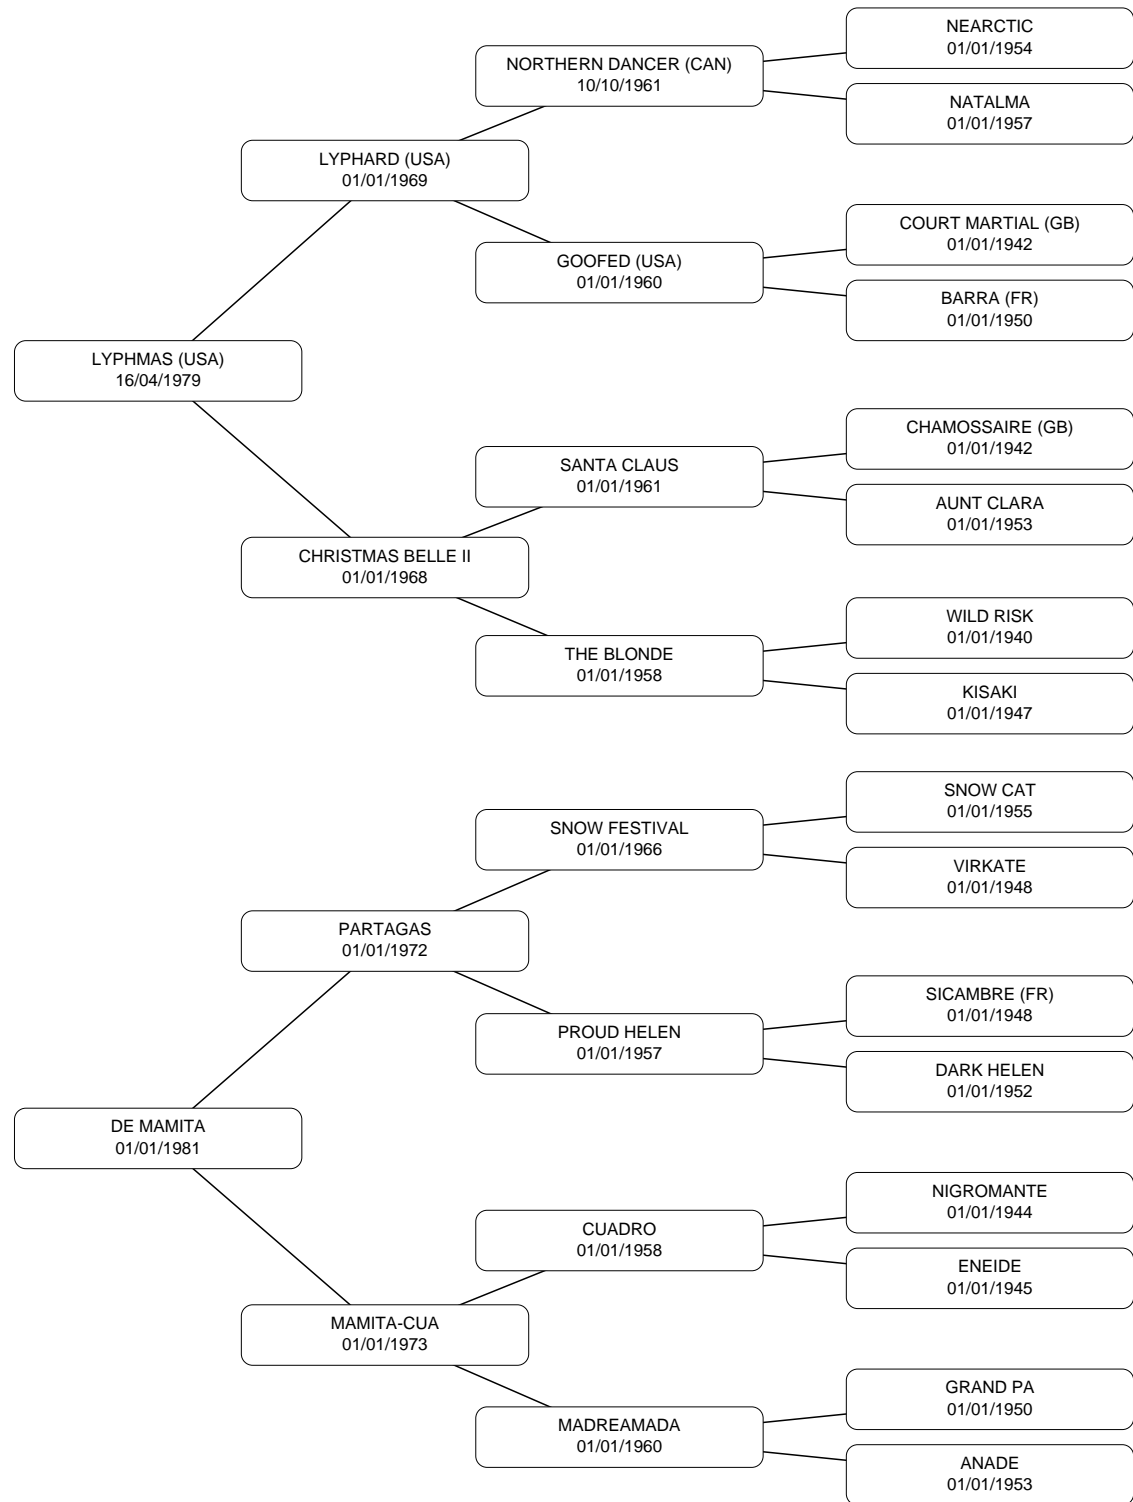 NEARCTIC
01/01/1954
NORTHERN DANCER (CAN)
10/10/1961
NATALMA
01/01/1957
LYPHARD (USA)
01/01/1969
COURT MARTIAL (GB)
01/01/1942
GOOFED (USA)
01/01/1960
BARRA (FR)
01/01/1950
LYPHMAS (USA)
16/04/1979
CHAMOSSAIRE (GB)
01/01/1942
SANTA CLAUS
01/01/1961
AUNT CLARA
01/01/1953
CHRISTMAS BELLE II
01/01/1968
WILD RISK
01/01/1940
THE BLONDE
01/01/1958
KISAKI
01/01/1947
SNOW CAT
01/01/1955
SNOW FESTIVAL
01/01/1966
VIRKATE
01/01/1948
PARTAGAS
01/01/1972
SICAMBRE (FR)
01/01/1948
PROUD HELEN
01/01/1957
DARK HELEN
01/01/1952
DE MAMITA
01/01/1981
NIGROMANTE
01/01/1944
CUADRO
01/01/1958
ENEIDE
01/01/1945
MAMITA-CUA
01/01/1973
GRAND PA
01/01/1950
MADREAMADA
01/01/1960
ANADE
01/01/1953